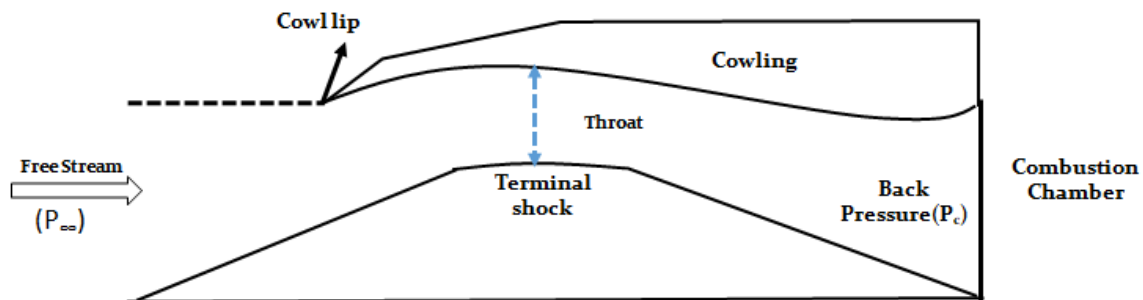 Cowl lip
Cowling
Throat
Free Stream
(P∞)
Terminal
shock
Back
Pressure(Pc)
Combustion
Chamber